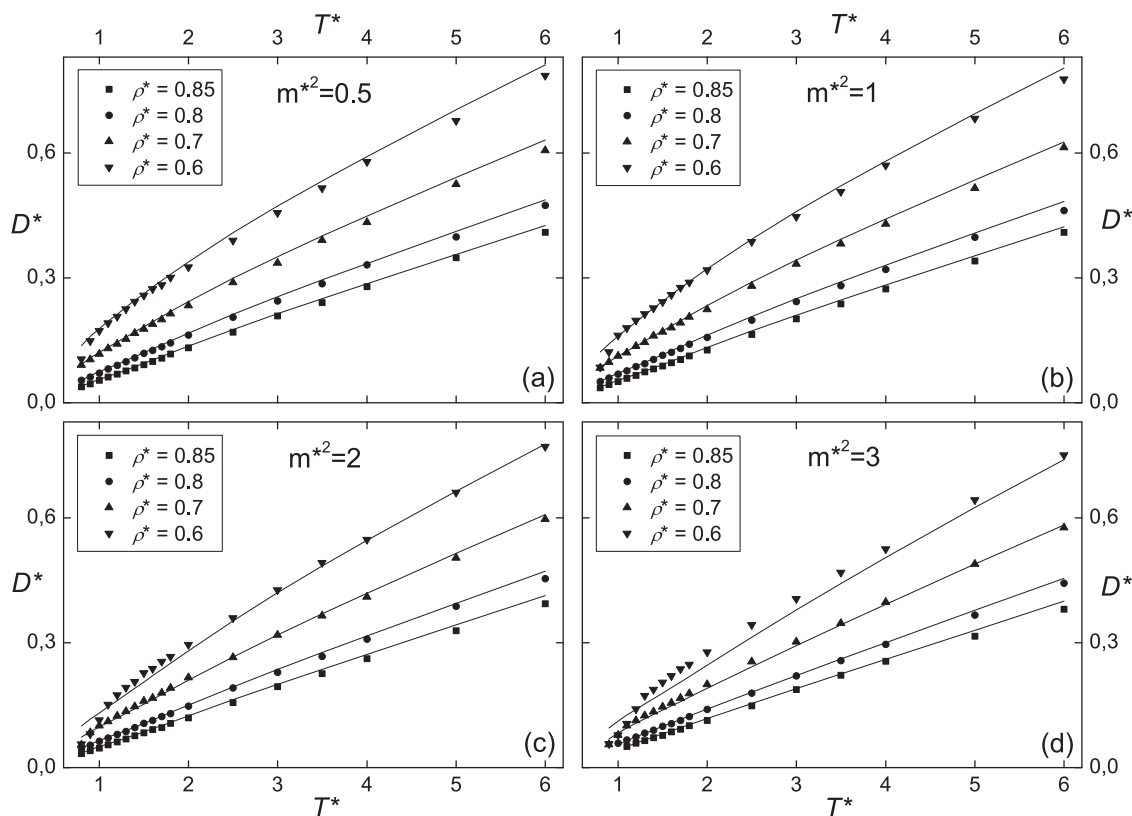 T*
T*
1 2 3 4 5 6
1 2 3 4 5 6
ρ* = 0.85
ρ* = 0.8
ρ* = 0.7
ρ* = 0.6
m*²=0.5
ρ* = 0.85
ρ* = 0.8
ρ* = 0.7
ρ* = 0.6
m*²=1
0,6
0,3
0,0
D*
0,6
0,3
0,0
D*
(a)
(b)
ρ* = 0.85
ρ* = 0.8
ρ* = 0.7
ρ* = 0.6
m*²=2
ρ* = 0.85
ρ* = 0.8
ρ* = 0.7
ρ* = 0.6
m*²=3
0,6
0,3
0,0
D*
0,6
0,3
0,0
D*
(c)
(d)
1 2 3 4 5 6
1 2 3 4 5 6
T*
T*